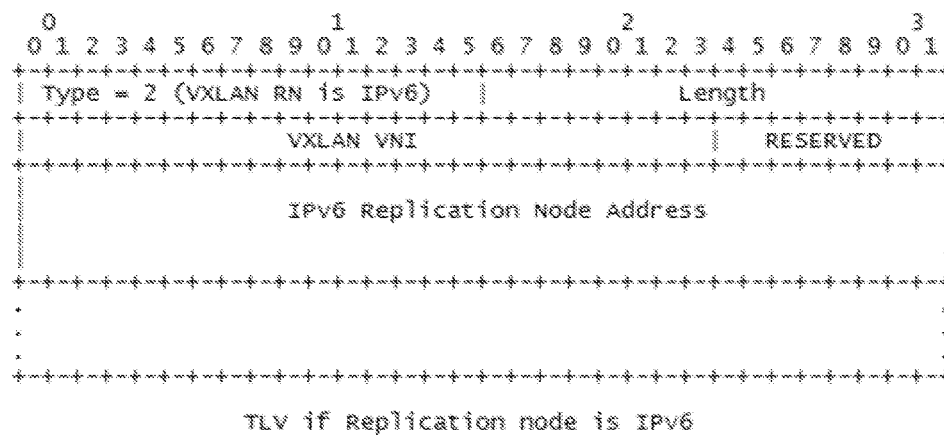 0 1 2 3
0 1 2 3 4 5 6 7 8 9 0 1 2 3 4 5 6 7 8 9 0 1 2 3 4 5 6 7 8 9 0 1
+-+-+-+-+-+-+-+-+-+-+-+-+-+-+-+-+-+-+-+-+-+-+-+-+-+-+-+-+-+-+-+-+
| Type = 2 (VXLAN RN is IPv6) | Length
+-+-+-+-+-+-+-+-+-+-+-+-+-+-+-+-+-+-+-+-+-+-+-+-+-+-+-+-+-+-+-+-+
| VXLAN VNI | RESERVED
+-+-+-+-+-+-+-+-+-+-+-+-+-+-+-+-+-+-+-+-+-+-+-+-+-+-+-+-+-+-+-+-+
IPv6 Replication Node Address
+-+-+-+-+-+-+-+-+-+-+-+-+-+-+-+-+-+-+-+-+-+-+-+-+-+-+-+-+-+-+-+-+
. .
. .
. .
+-+-+-+-+-+-+-+-+-+-+-+-+-+-+-+-+-+-+-+-+-+-+-+-+-+-+-+-+-+-+-+-+
TLV if Replication node is IPv6